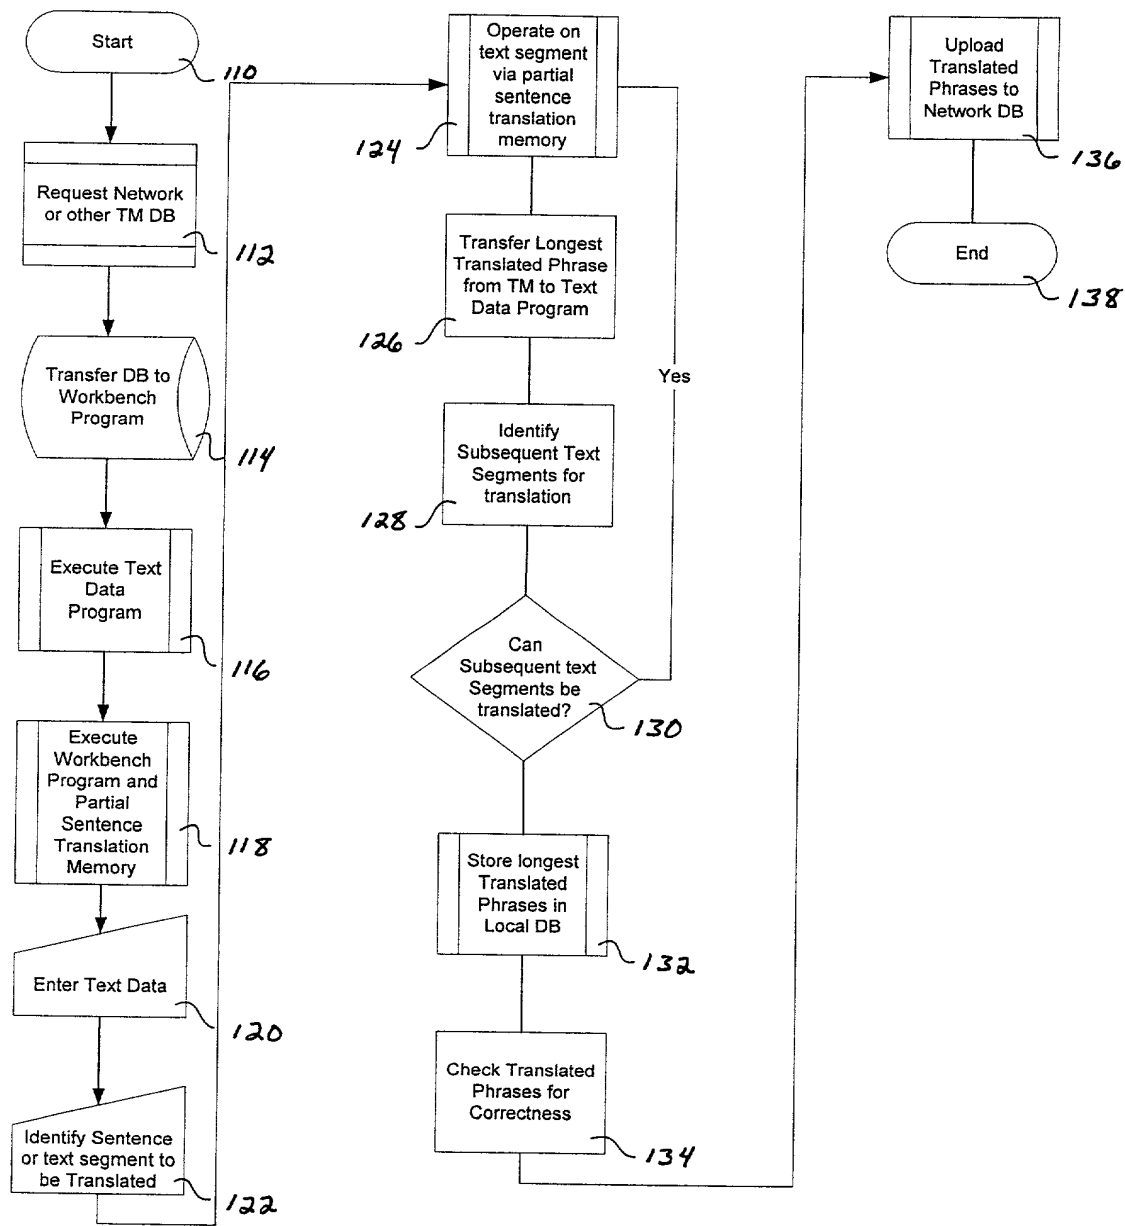 Start
110
Request Network
or other TM DB
112
Transfer DB to
Workbench
Program
114
Execute Text
Data
Program
116
Execute
Workbench
Program and
Partial
Sentence
Translation
Memory
118
Enter Text Data
120
Identify Sentence
or text segment to
be Translated
122
Operate on
text segment
via partial
sentence
translation
memory
124
Transfer Longest
Translated Phrase
from TM to Text
Data Program
126
Yes
Identify
Subsequent Text
Segments for
translation
128
Can
Subsequent text
Segments be
translated?
130
Store longest
Translated
Phrases in
Local DB
132
Check Translated
Phrases for
Correctness
134
Upload
Translated
Phrases to
Network DB
136
End
138